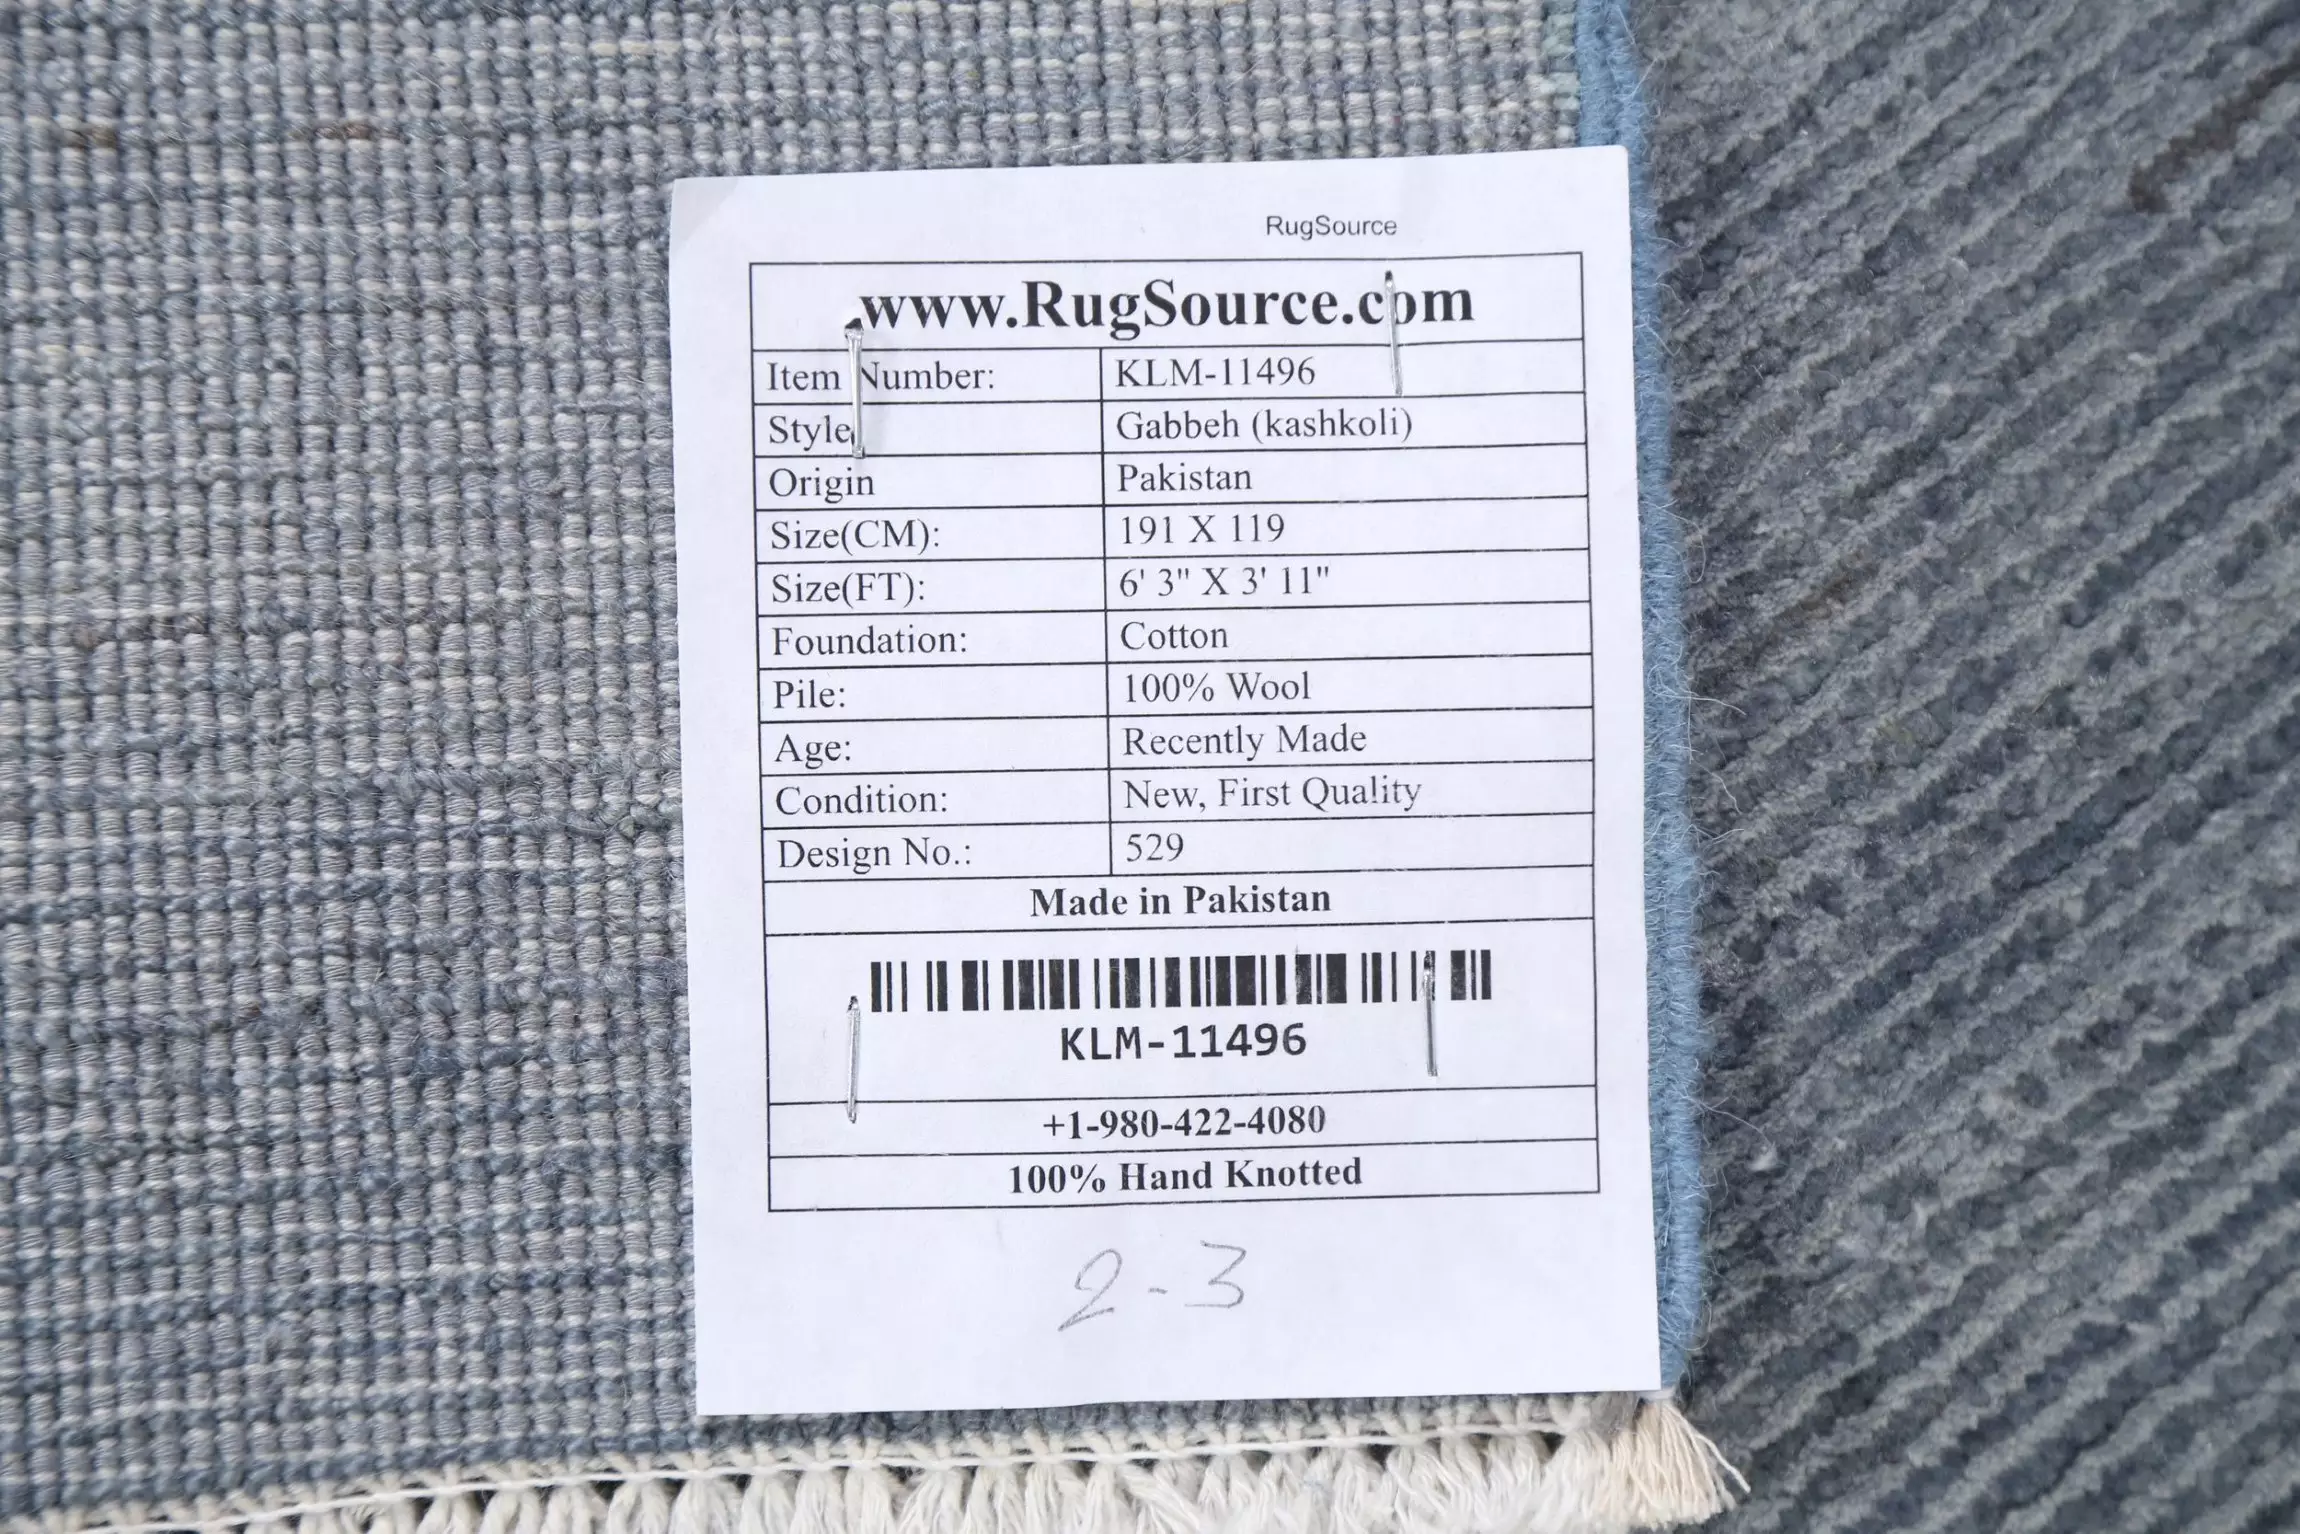 RugSource
www.RugSource.com
Item Number: KLM-11496
Style Gabbeh (kashkoli)
Origin Pakistan
Size(CM): 191 X 119
Size(FT): 6' 3" X 3' 11"
Foundation: Cotton
Pile: 100% Wool
Age: Recently Made
Condition: New, First Quality
Design No.: 529
Made in Pakistan
KLM-11496
+1-980-422-4080
100% Hand Knotted
2-3